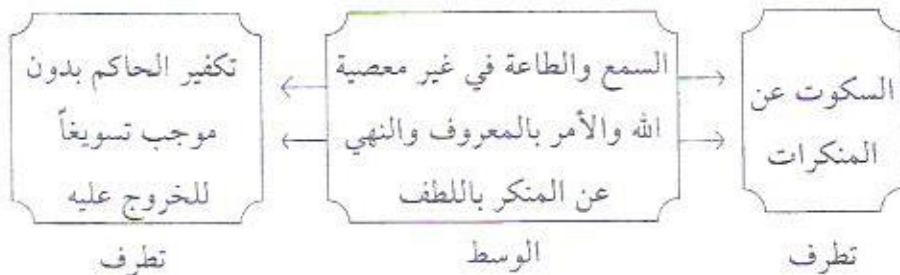 السكوت عن
المنكرات
تطرف
السمع والطاعة في غير معصية
الله والأمر بالمعروف والنهي
عن المنكر باللطف
الوسط
تكفير الحاكم بدون
موجب تسويغاً
للخروج عليه
تطرف